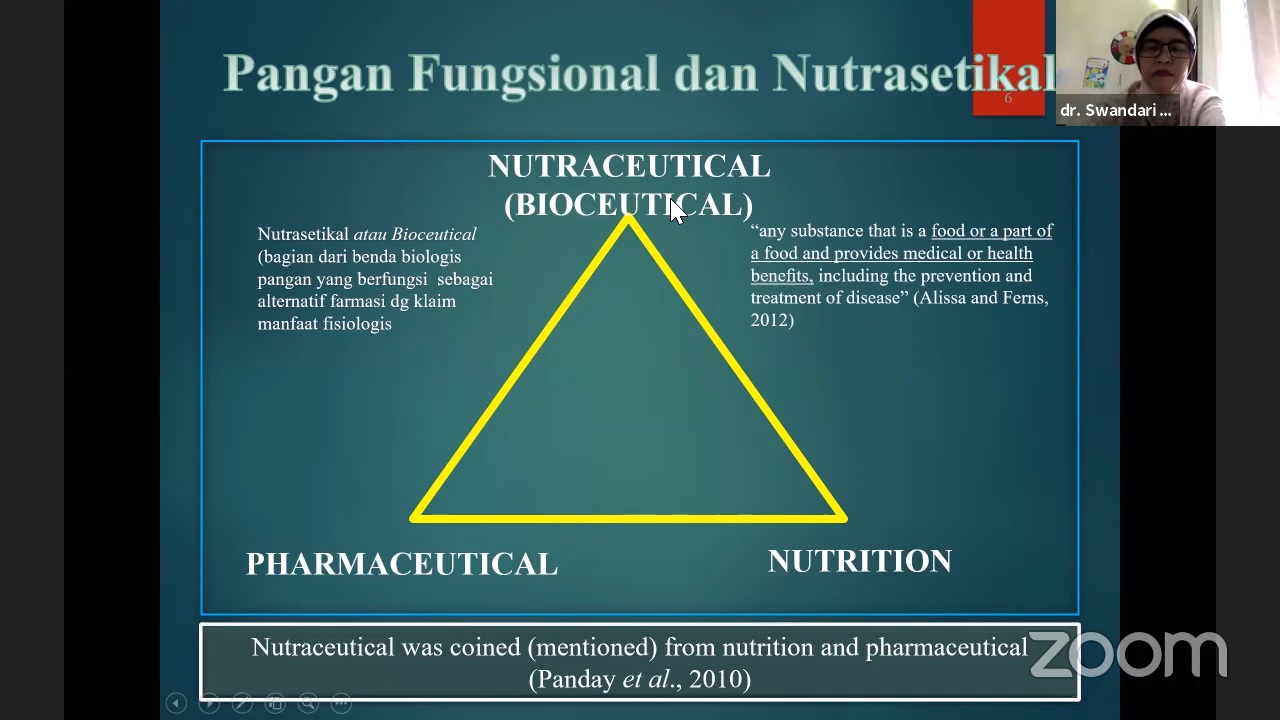 Pangan Fungsional dan Nutrasetikal
6
dr. Swandari ...
NUTRACEUTICAL
(BIOCEUTICAL)
Nutrasetikal atau Bioceutical
(bagian dari benda biologis
pangan yang berfungsi sebagai
alternatif farmasi dg klaim
manfaat fisiologis
“any substance that is a food or a part of
a food and provides medical or health
benefits, including the prevention and
treatment of disease” (Alissa and Ferns,
2012)
PHARMACEUTICAL
NUTRITION
Nutraceutical was coined (mentioned) from nutrition and pharmaceutical
(Panday et al., 2010)
zoom